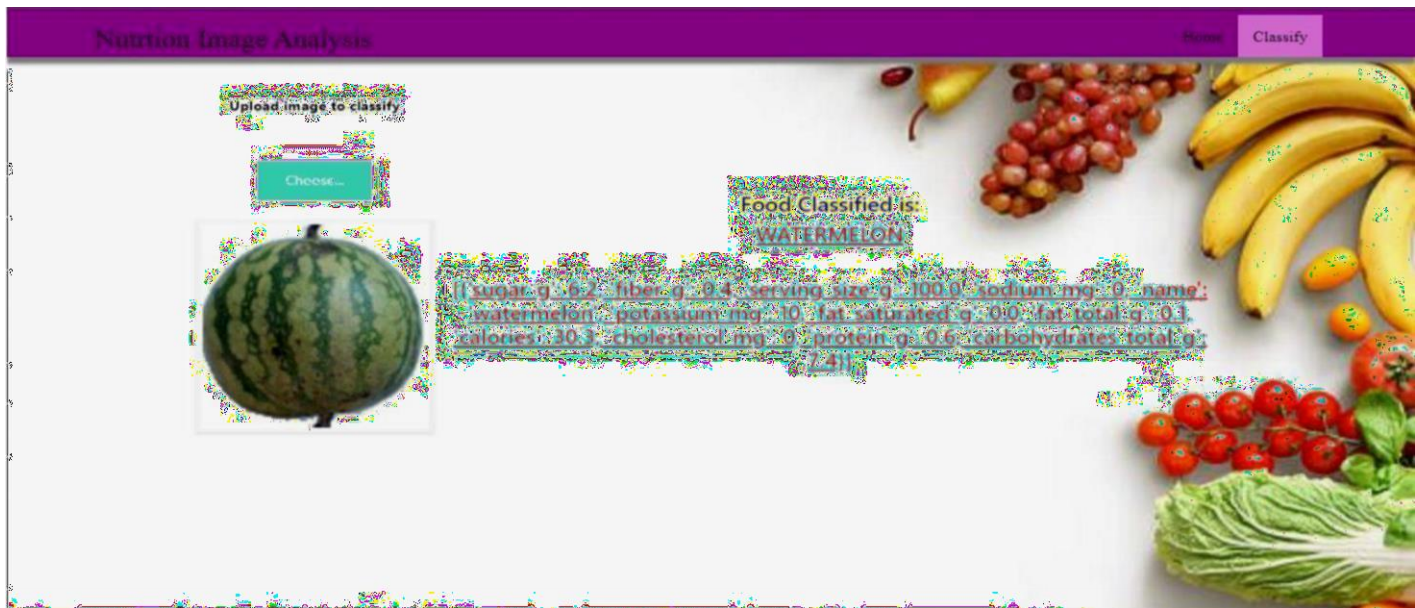 Nutrtion Image Analysis
Home
Classify
Upload image to classify
Choose...
Food Classified is:
WATERMELON
[{'sugar_g': 6.2, 'fiber_g': 0.4, 'serving_size_g': 100.0, 'sodium_mg': 0, 'name':
'watermelon', 'potassium_mg': 10, 'fat_saturated_g': 0.0, 'fat_total_g': 0.1,
'calories': 30.3, 'cholesterol_mg': 0, 'protein_g': 0.6, 'carbohydrates_total_g':
7.4}]